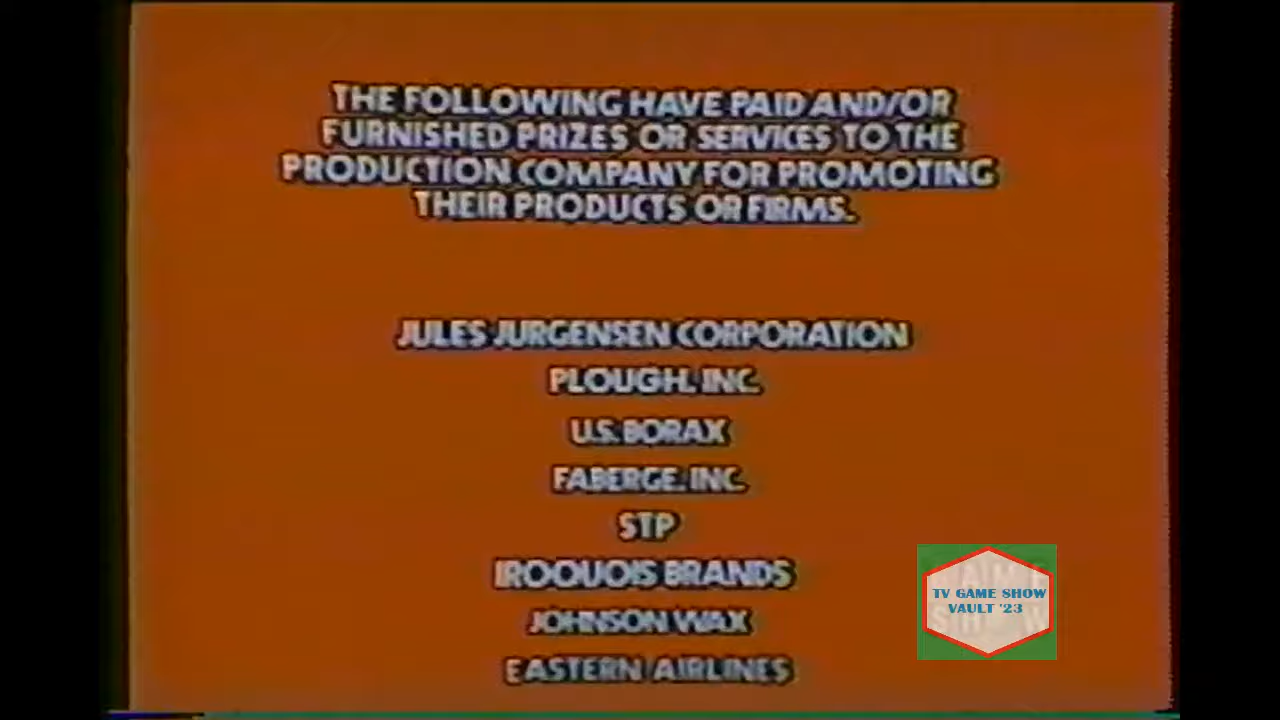 THE FOLLOWING HAVE PAID AND/OR
FURNISHED PRIZES OR SERVICES TO THE
PRODUCTION COMPANY FOR PROMOTING
THEIR PRODUCTS OR FIRMS.
JULES JURGENSEN CORPORATION
PLOUGH, INC.
U.S. BORAX
FABERGE, INC.
STP
IROQUOIS BRANDS
JOHNSON WAX
EASTERN AIRLINES
GAME
TV GAME SHOW
VAULT '23
SHOW